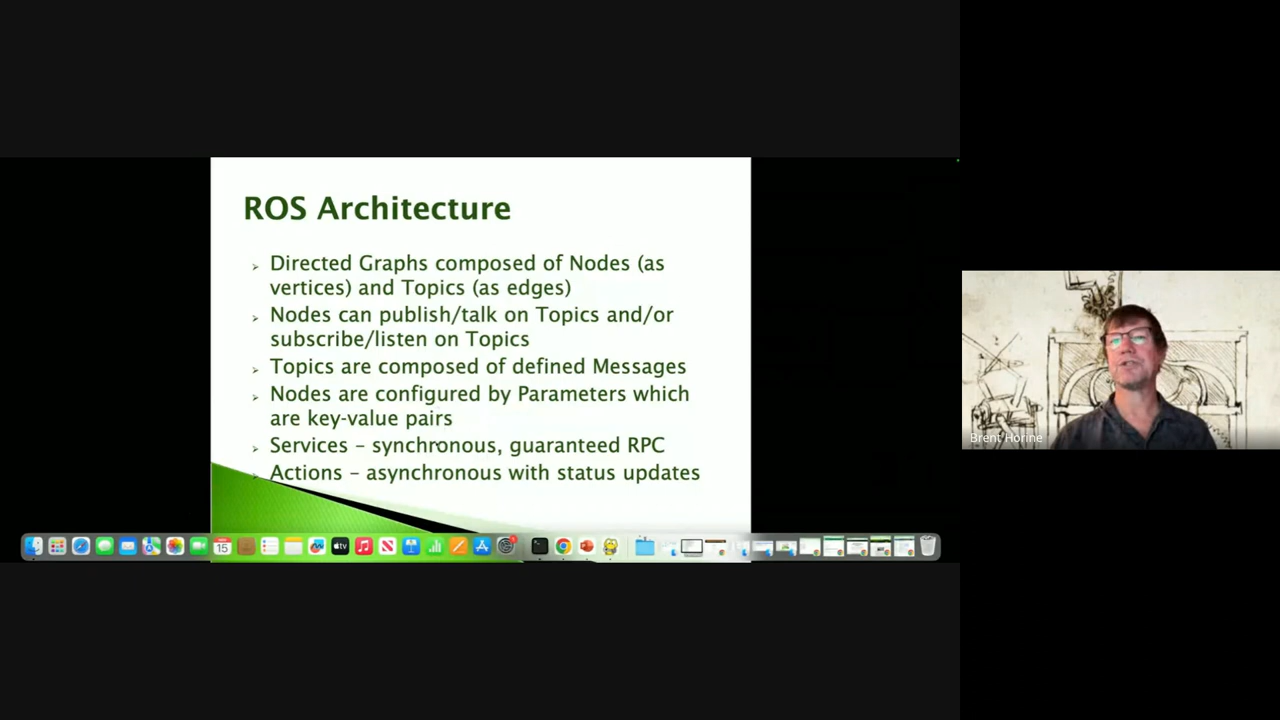 ROS Architecture
Directed Graphs composed of Nodes (as
vertices) and Topics (as edges)
Nodes can publish/talk on Topics and/or
subscribe/listen on Topics
Topics are composed of defined Messages
Nodes are configured by Parameters which
are key-value pairs
Services – synchronous, guaranteed RPC
Actions – asynchronous with status updates
Brent Horine
15
tv